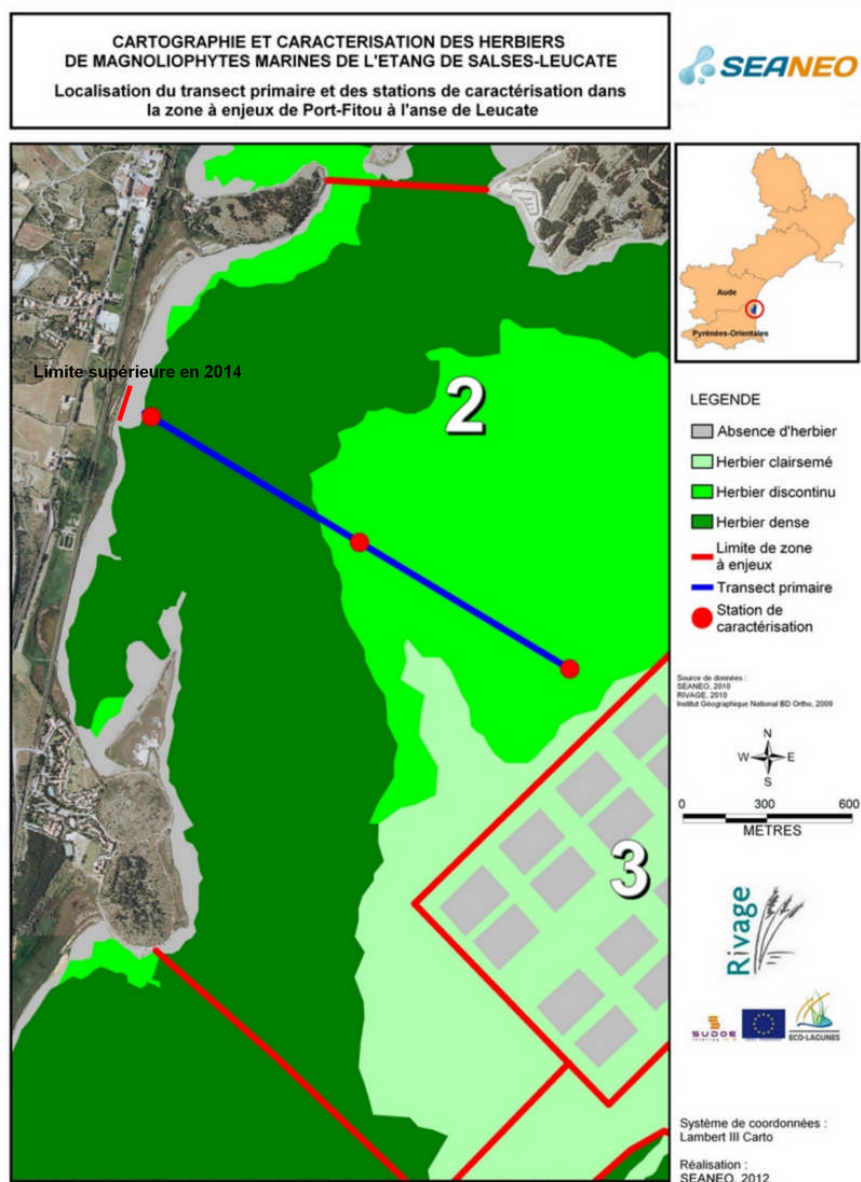 CARTOGRAPHIE ET CARACTERISATION DES HERBIERS
DE MAGNOLIOPHYTES MARINES DE L'ETANG DE SALSES-LEUCATE
Localisation du transect primaire et des stations de caractérisation dans
la zone à enjeux de Port-Fitou à l'anse de Leucate
SEANEO
Aude
Pyrénées-Orientales
Limite supérieure en 2014
2
3
LEGENDE
Absence d'herbier
Herbier clairsemé
Herbier discontinu
Herbier dense
Limite de zone
à enjeux
Transect primaire
Station de
caractérisation
Source de données :
SEANEO, 2010
RIVAGE, 2010
Institut Géographique National BD Ortho, 2009
N
W E
S
0 300 600
METRES
Rivage
SUDOE
ECO-LAGUNES
Système de coordonnées :
Lambert III Carto
Réalisation :
SEANEO, 2012